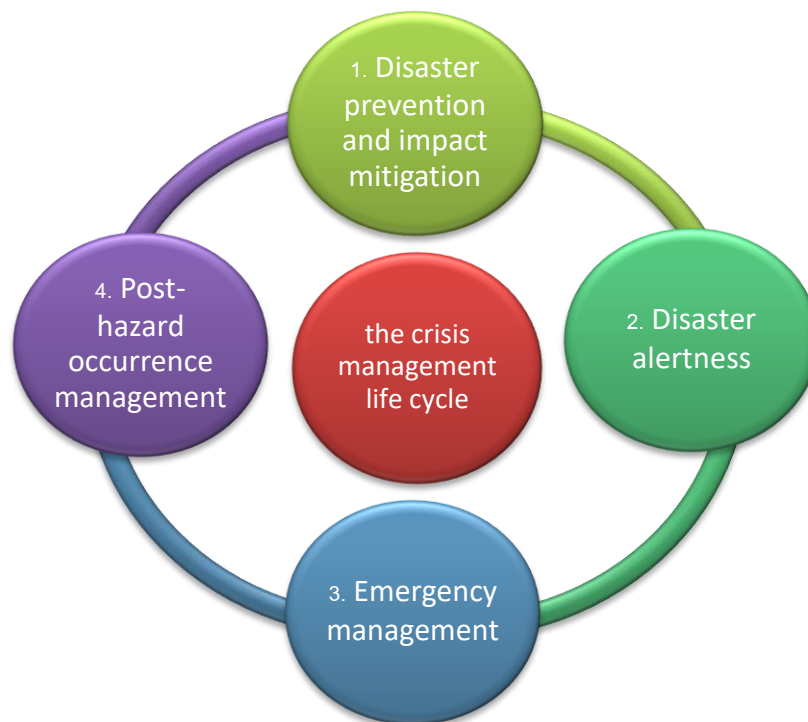 1. Disaster
prevention
and impact
mitigation
2. Disaster
alertness
3. Emergency
management
4. Post-
hazard
occurrence
management
the crisis
management
life cycle